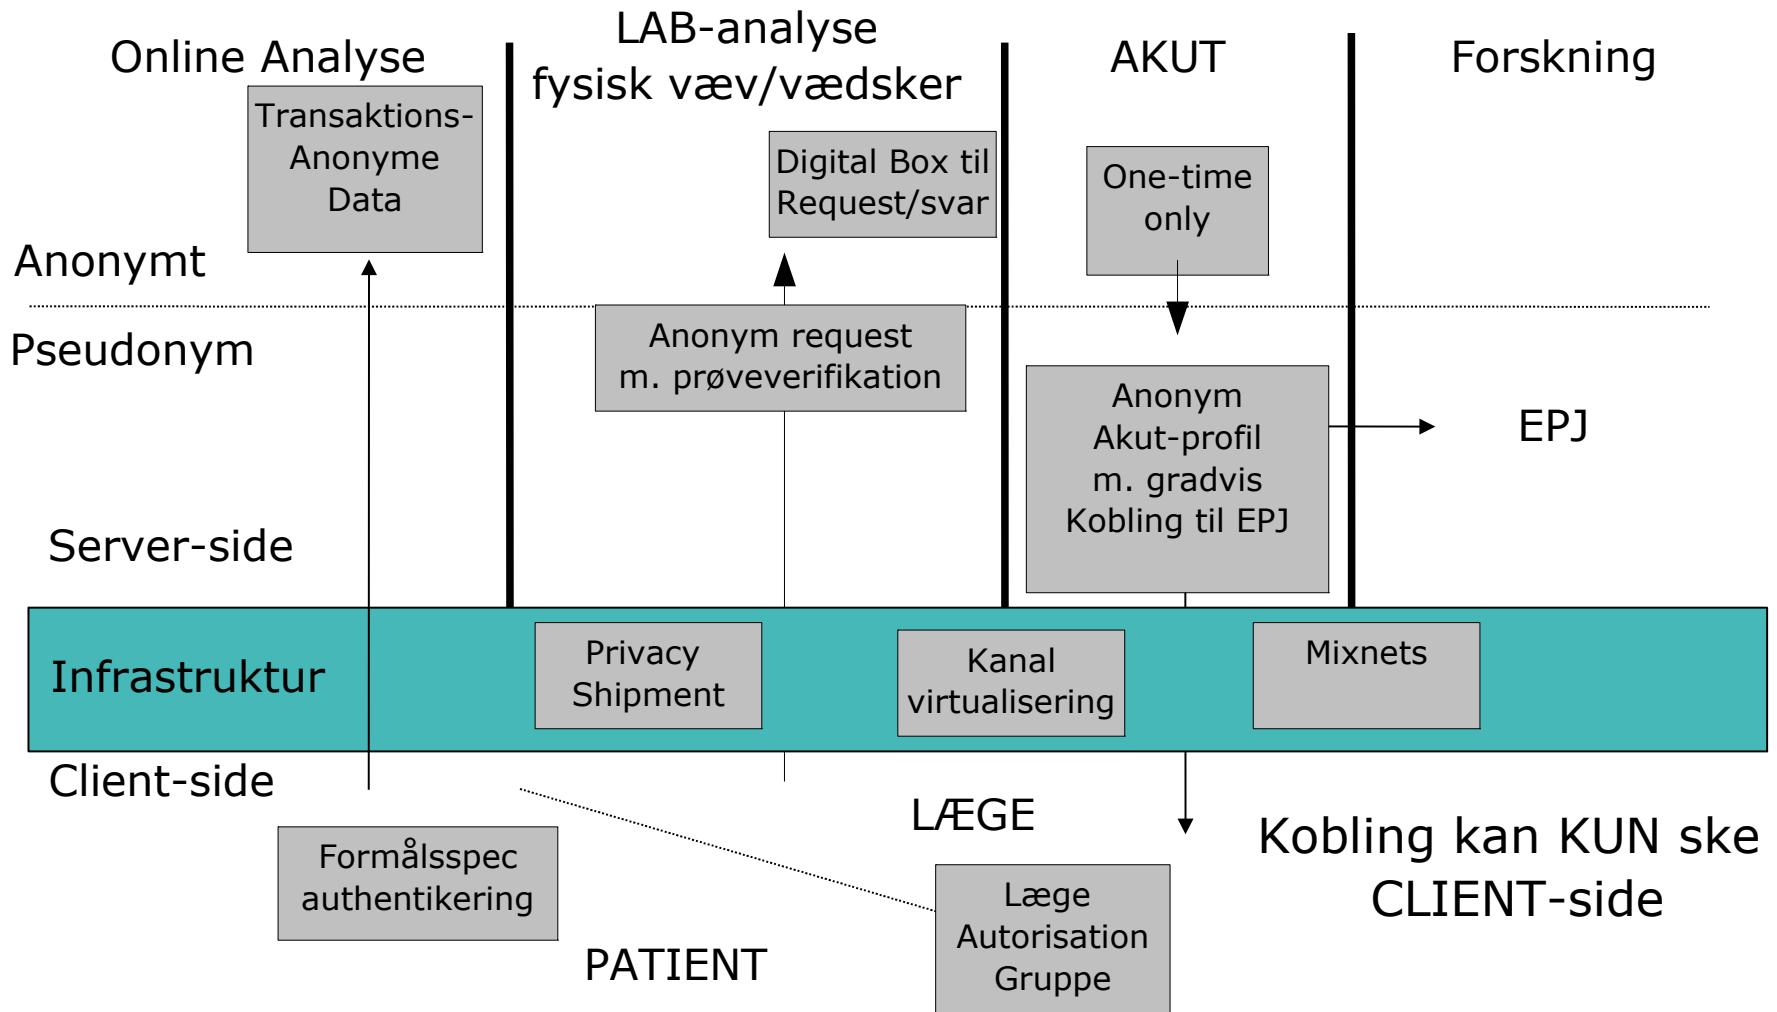 Online Analyse
LAB-analyse
fysisk væv/vædsker
AKUT
Forskning
Transaktions-
Anonyme
Data
Digital Box til
Request/svar
One-time
only
Anonymt
Pseudonym
Anonym request
m. prøveverifikation
Anonym
Akut-profil
m. gradvis
Kobling til EPJ
EPJ
Server-side
Infrastruktur
Privacy
Shipment
Kanal
virtualisering
Mixnets
Client-side
Formålsspec
authentikering
PATIENT
LÆGE
Læge
Autorisation
Gruppe
Kobling kan KUN ske
CLIENT-side